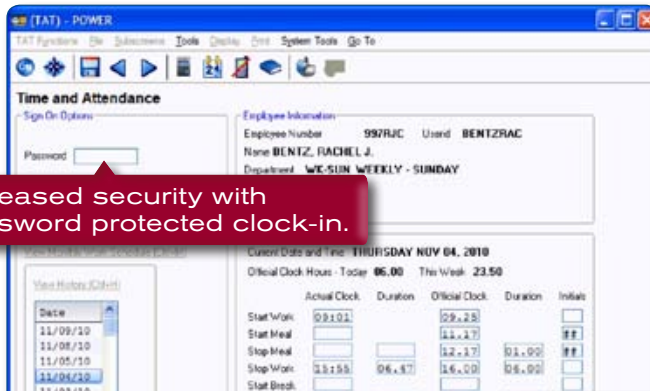 (TAT) - POWER
TAT Functions File Subscreens Tools Display Print System Tools Go To
Time and Attendance
Sign On Options
Password
eased security with
sword protected clock-in.
View History (Ctrl+H)
Date
11/09/10
11/08/10
11/05/10
11/04/10
Employee Information
Employee Number 997RJC Userid BENTZRAC
Name BENTZ, RACHEL J.
Department WK-SUN WEEKLY - SUNDAY
Current Date and Time THURSDAY NOV 04, 2010
Official Clock Hours - Today 06.00 This Week 23.50
Actual Clock Duration Official Clock Duration Initials
Start Work 09:01 09.25
Start Meal 11.17 ##
Stop Meal 12.17 01.00 ##
Stop Work 15:55 06.47 16.00 06.00
Start Break